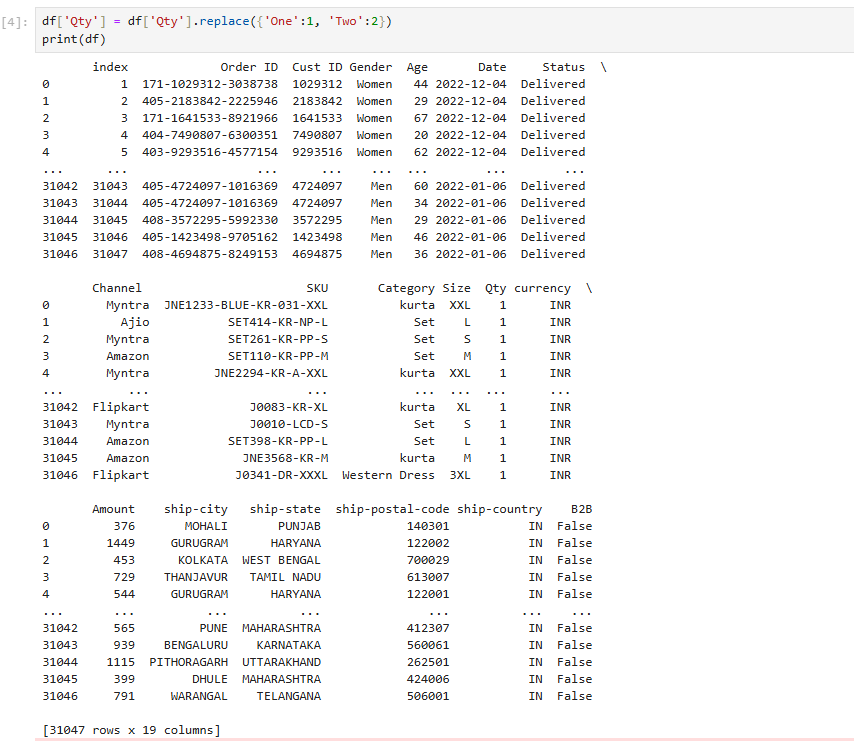 [4]: df['Qty'] = df['Qty'].replace({'One':1, 'Two':2})
print(df)
index Order ID Cust ID Gender Age Date Status \
0 1 171-1029312-3038738 1029312 Women 44 2022-12-04 Delivered
1 2 405-2183842-2225946 2183842 Women 29 2022-12-04 Delivered
2 3 171-1641533-8921966 1641533 Women 67 2022-12-04 Delivered
3 4 404-7490807-6300351 7490807 Women 20 2022-12-04 Delivered
4 5 403-9293516-4577154 9293516 Women 62 2022-12-04 Delivered
... ... ... ... ... ... ... ...
31042 31043 405-4724097-1016369 4724097 Men 60 2022-01-06 Delivered
31043 31044 405-4724097-1016369 4724097 Men 34 2022-01-06 Delivered
31044 31045 408-3572295-5992330 3572295 Men 29 2022-01-06 Delivered
31045 31046 405-1423498-9705162 1423498 Men 46 2022-01-06 Delivered
31046 31047 408-4694875-8249153 4694875 Men 36 2022-01-06 Delivered
Channel SKU Category Size Qty currency \
0 Myntra JNE1233-BLUE-KR-031-XXL kurta XXL 1 INR
1 Ajio SET414-KR-NP-L Set L 1 INR
2 Myntra SET261-KR-PP-S Set S 1 INR
3 Amazon SET110-KR-PP-M Set M 1 INR
4 Myntra JNE2294-KR-A-XXL kurta XXL 1 INR
... ... ... ... ... ... ...
31042 Flipkart J0083-KR-XL kurta XL 1 INR
31043 Myntra J0010-LCD-S Set S 1 INR
31044 Amazon SET398-KR-PP-L Set L 1 INR
31045 Amazon JNE3568-KR-M kurta M 1 INR
31046 Flipkart J0341-DR-XXXL Western Dress 3XL 1 INR
Amount ship-city ship-state ship-postal-code ship-country B2B
0 376 MOHALI PUNJAB 140301 IN False
1 1449 GURUGRAM HARYANA 122002 IN False
2 453 KOLKATA WEST BENGAL 700029 IN False
3 729 THANJAVUR TAMIL NADU 613007 IN False
4 544 GURUGRAM HARYANA 122001 IN False
... ... ... ... ... ... ...
31042 565 PUNE MAHARASHTRA 412307 IN False
31043 939 BENGALURU KARNATAKA 560061 IN False
31044 1115 PITHORAGARH UTTARAKHAND 262501 IN False
31045 399 DHULE MAHARASHTRA 424006 IN False
31046 791 WARANGAL TELANGANA 506001 IN False
[31047 rows x 19 columns]